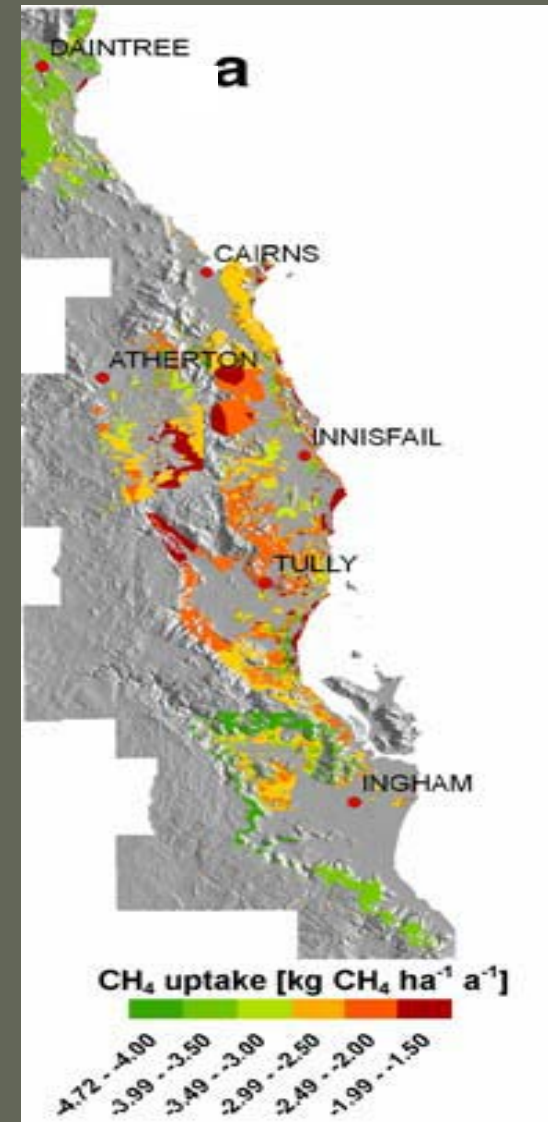 DAINTREE
a
CAIRNS
ATHERTON
INNISFAIL
TULLY
INGHAM
CH₄ uptake [kg CH₄ ha⁻¹ a⁻¹]
-4.72 - -4.00
-3.99 - -3.50
-3.49 - -3.00
-2.99 - -2.50
-2.49 - -2.00
-1.99 - -1.50